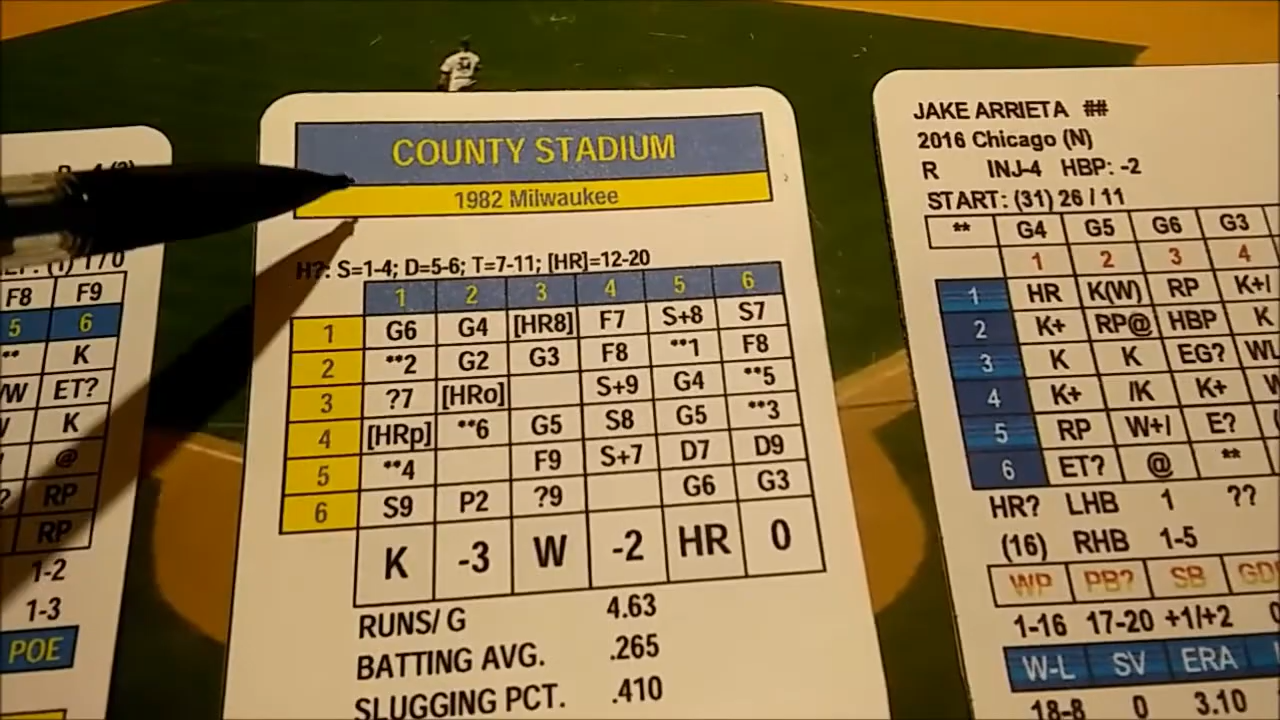 34
COUNTY STADIUM
1982 Milwaukee
H?: S=1-4; D=5-6; T=7-11; [HR]=12-20
1 2 3 4 5 6
1 G6 G4 [HR8] F7 S+8 S7
2 **2 G2 G3 F8 **1 F8
3 ?7 [HRo] S+9 G4 **5
4 [HRp] **6 G5 S8 G5 **3
5 **4 F9 S+7 D7 D9
6 S9 P2 ?9 G6 G3
K -3 W -2 HR 0
RUNS/ G 4.63
BATTING AVG. .265
SLUGGING PCT. .410
F8 F9
5 6
** K
/W ET?
K
@
? RP
RP
1-2
1-3
POE
JAKE ARRIETA ##
2016 Chicago (N)
R INJ-4 HBP: -2
START: (31) 26 / 11
** G4 G5 G6 G3
1 2 3 4
1 HR K(W) RP K+/
2 K+ RP@ HBP K
3 K K EG?
4 K+ /K K+
5 RP W+/ E?
6 ET? @ **
HR? LHB 1 ??
(16) RHB 1-5
WP PB? SB
1-16 17-20 +1/+2
W-L SV ERA
18-8 0 3.10